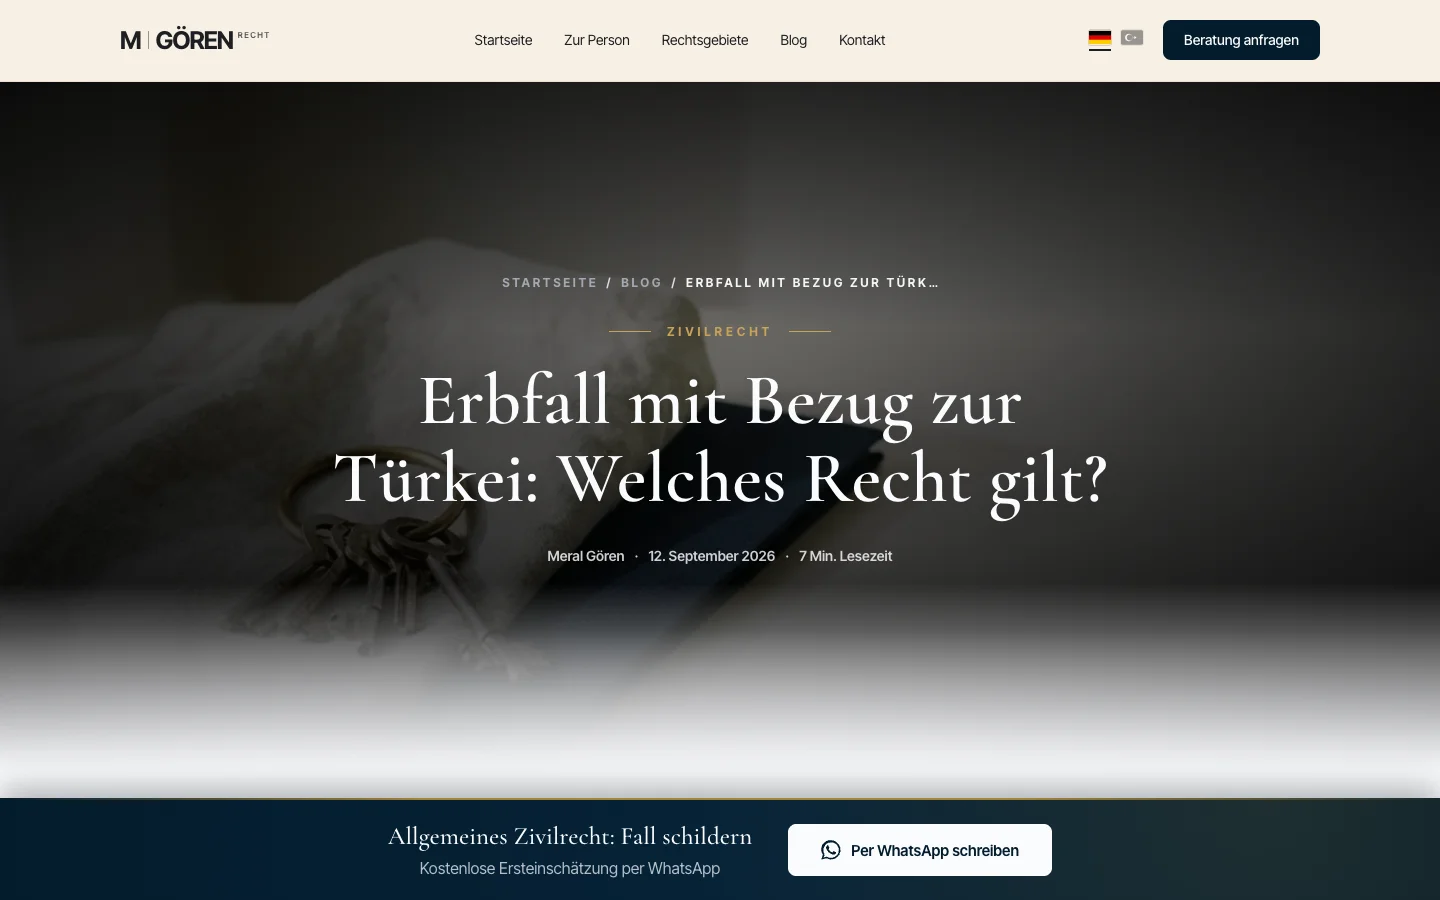 M | GÖREN RECHT
Startseite Zur Person Rechtsgebiete Blog Kontakt
Beratung anfragen
STARTSEITE / BLOG / ERBFALL MIT BEZUG ZUR TÜRK…
ZIVILRECHT
Erbfall mit Bezug zur
Türkei: Welches Recht gilt?
Meral Gören · 12. September 2026 · 7 Min. Lesezeit
Allgemeines Zivilrecht: Fall schildern
Kostenlose Ersteinschätzung per WhatsApp
Per WhatsApp schreiben